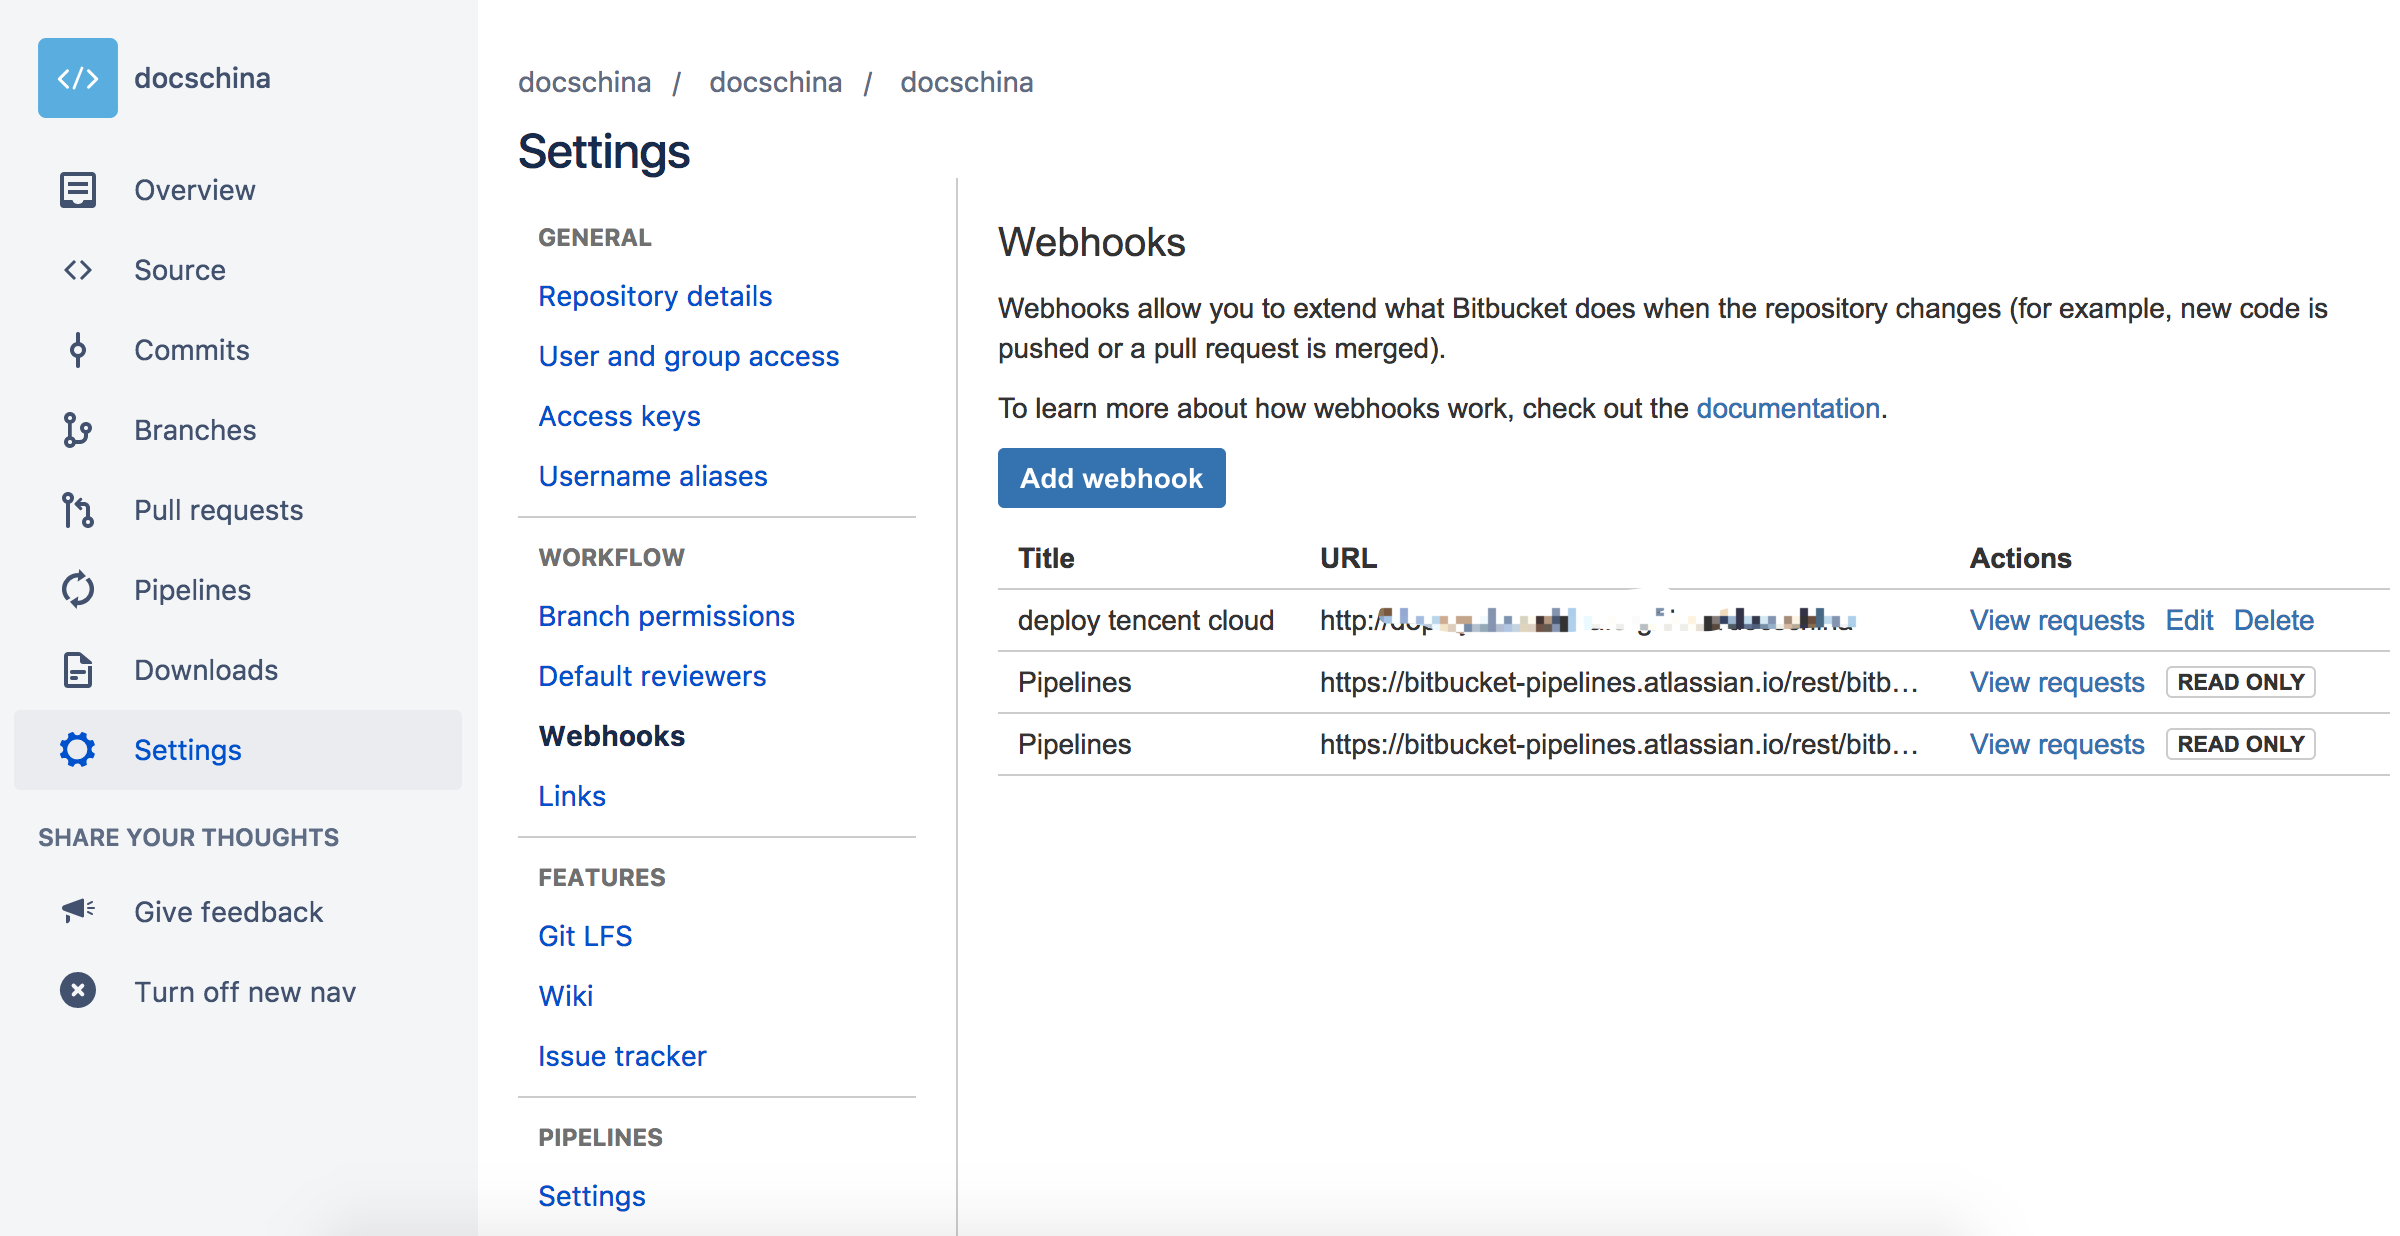 docschina
Overview
Source
Commits
Branches
Pull requests
Pipelines
Downloads
Settings
SHARE YOUR THOUGHTS
Give feedback
Turn off new nav
docschina / docschina / docschina
Settings
GENERAL
Repository details
User and group access
Access keys
Username aliases
WORKFLOW
Branch permissions
Default reviewers
Webhooks
Links
FEATURES
Git LFS
Wiki
Issue tracker
PIPELINES
Settings
Webhooks
Webhooks allow you to extend what Bitbucket does when the repository changes (for example, new code is
pushed or a pull request is merged).
To learn more about how webhooks work, check out the documentation.
Add webhook
Title URL Actions
deploy tencent cloud http:/ View requests Edit Delete
Pipelines https://bitbucket-pipelines.atlassian.io/rest/bitb... View requests READ ONLY
Pipelines https://bitbucket-pipelines.atlassian.io/rest/bitb... View requests READ ONLY